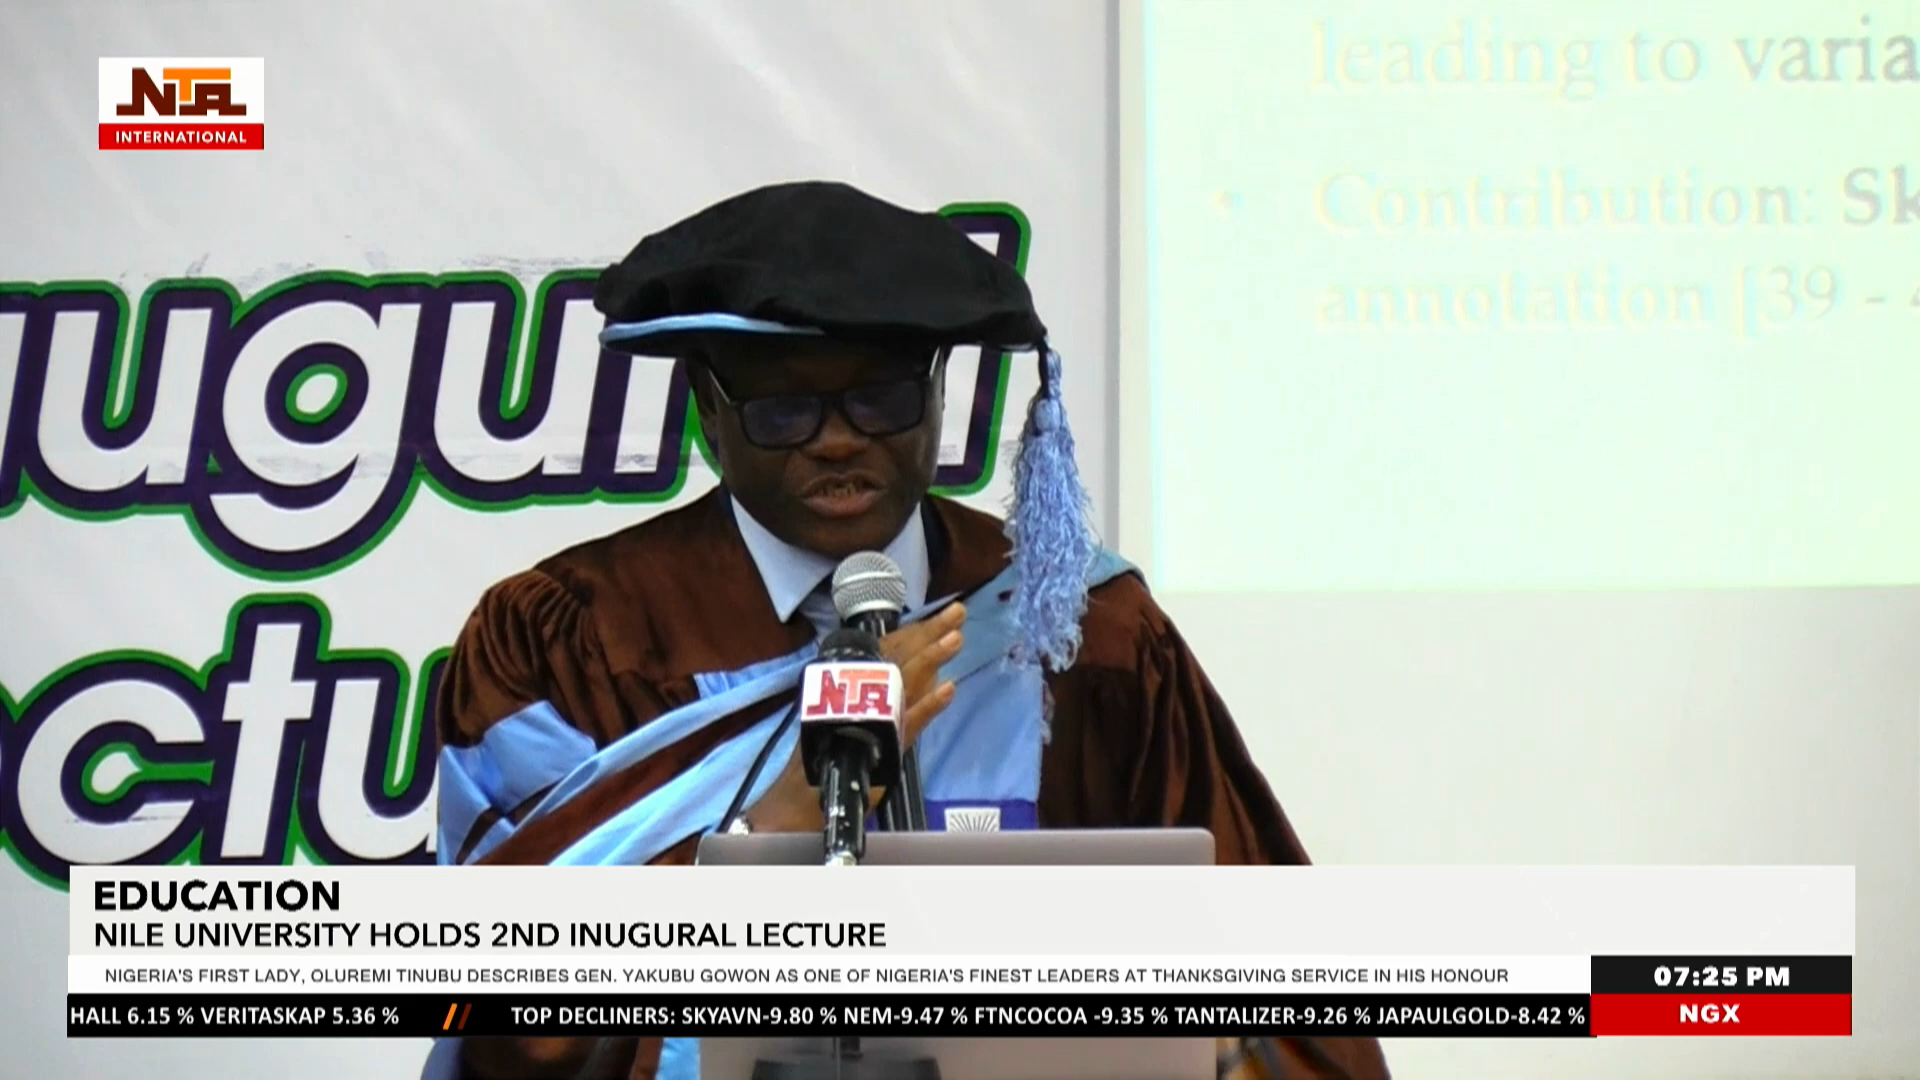 NTA
INTERNATIONAL
leading to varia
Contribution: Sk
annotation [39 -
ugural
ctu
NTA
EDUCATION
NILE UNIVERSITY HOLDS 2ND INUGURAL LECTURE
NIGERIA'S FIRST LADY, OLUREMI TINUBU DESCRIBES GEN. YAKUBU GOWON AS ONE OF NIGERIA'S FINEST LEADERS AT THANKSGIVING SERVICE IN HIS HONOUR
07:25 PM
HALL 6.15 % VERITASKAP 5.36 % // TOP DECLINERS: SKYAVN-9.80 % NEM-9.47 % FTNCOCOA -9.35 % TANTALIZER-9.26 % JAPAULGOLD-8.42 %
NGX